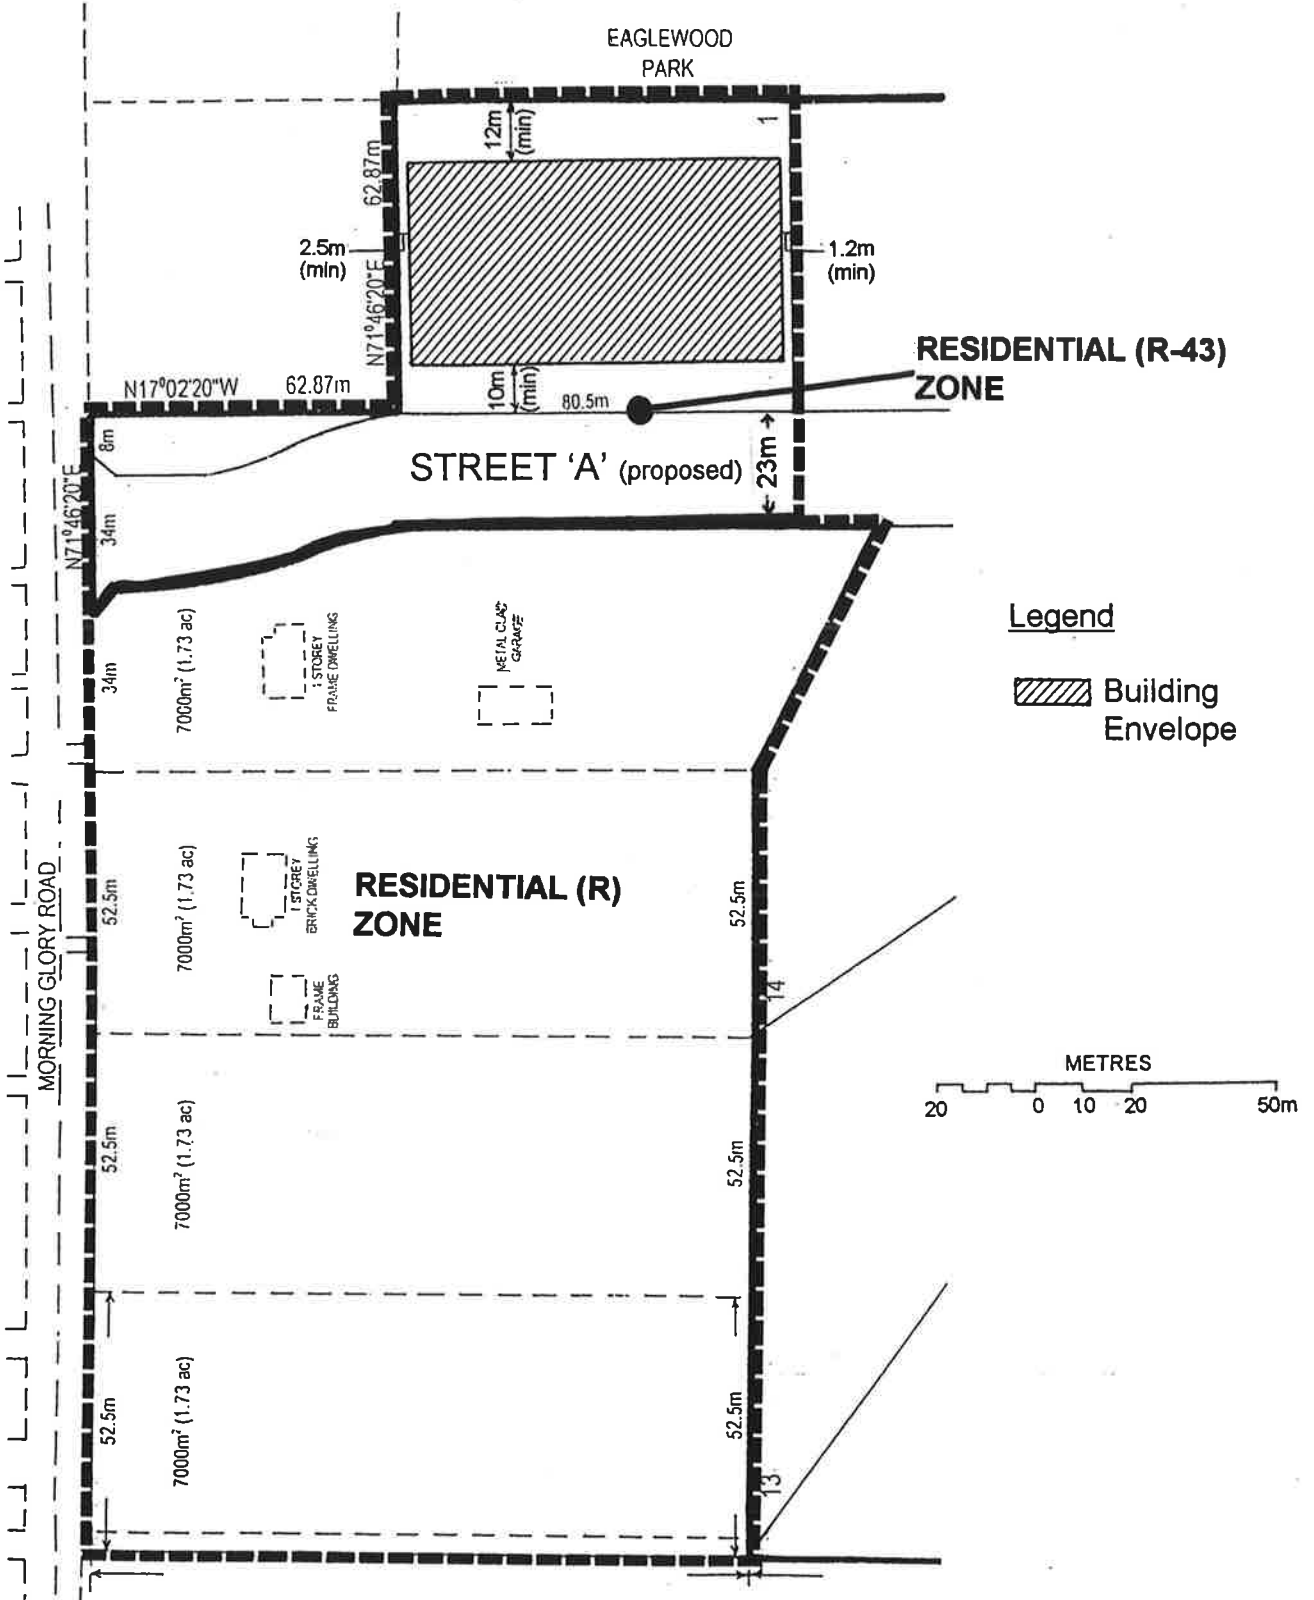 EAGLEWOOD
PARK
12m
(min)
1
62.87m
N71°46'20"E
2.5m
(min)
1.2m
(min)
RESIDENTIAL (R-43)
ZONE
N17°02'20"W
62.87m
10m
(min)
80.5m
8m
STREET 'A' (proposed)
23m
N71°46'20"E
34m
Legend
Building
Envelope
34m
7000m² (1.73 ac)
1 STOREY
FRAME DWELLING
METAL CLAD
GARAGE
MORNING GLORY ROAD
52.5m
7000m² (1.73 ac)
1 STOREY
BRICK DWELLING
RESIDENTIAL (R)
ZONE
52.5m
FRAME
BUILDING
14
METRES
20
0
10
20
50m
52.5m
7000m² (1.73 ac)
52.5m
52.5m
7000m² (1.73 ac)
52.5m
13